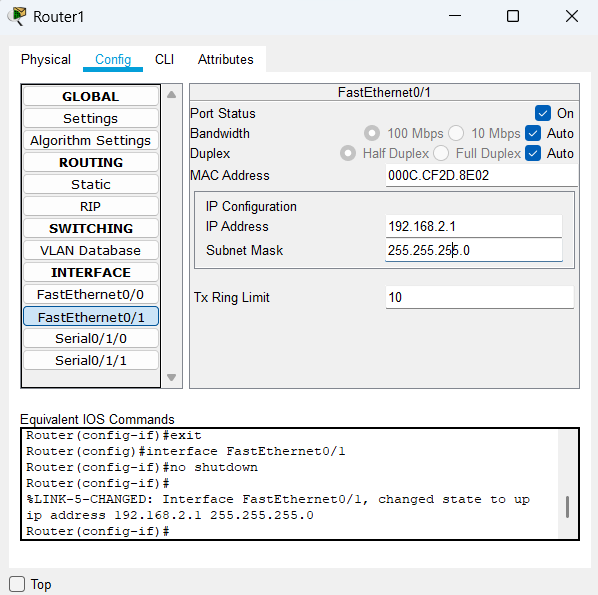 Router1
Physical Config CLI Attributes
GLOBAL
Settings
Algorithm Settings
ROUTING
Static
RIP
SWITCHING
VLAN Database
INTERFACE
FastEthernet0/0
FastEthernet0/1
Serial0/1/0
Serial0/1/1
FastEthernet0/1
Port Status On
Bandwidth 100 Mbps 10 Mbps Auto
Duplex Half Duplex Full Duplex Auto
MAC Address 000C.CF2D.8E02
IP Configuration
IP Address 192.168.2.1
Subnet Mask 255.255.255.0
Tx Ring Limit 10
Equivalent IOS Commands
Router(config-if)#exit
Router(config)#interface FastEthernet0/1
Router(config-if)#no shutdown
Router(config-if)#
%LINK-5-CHANGED: Interface FastEthernet0/1, changed state to up
ip address 192.168.2.1 255.255.255.0
Router(config-if)#
Top